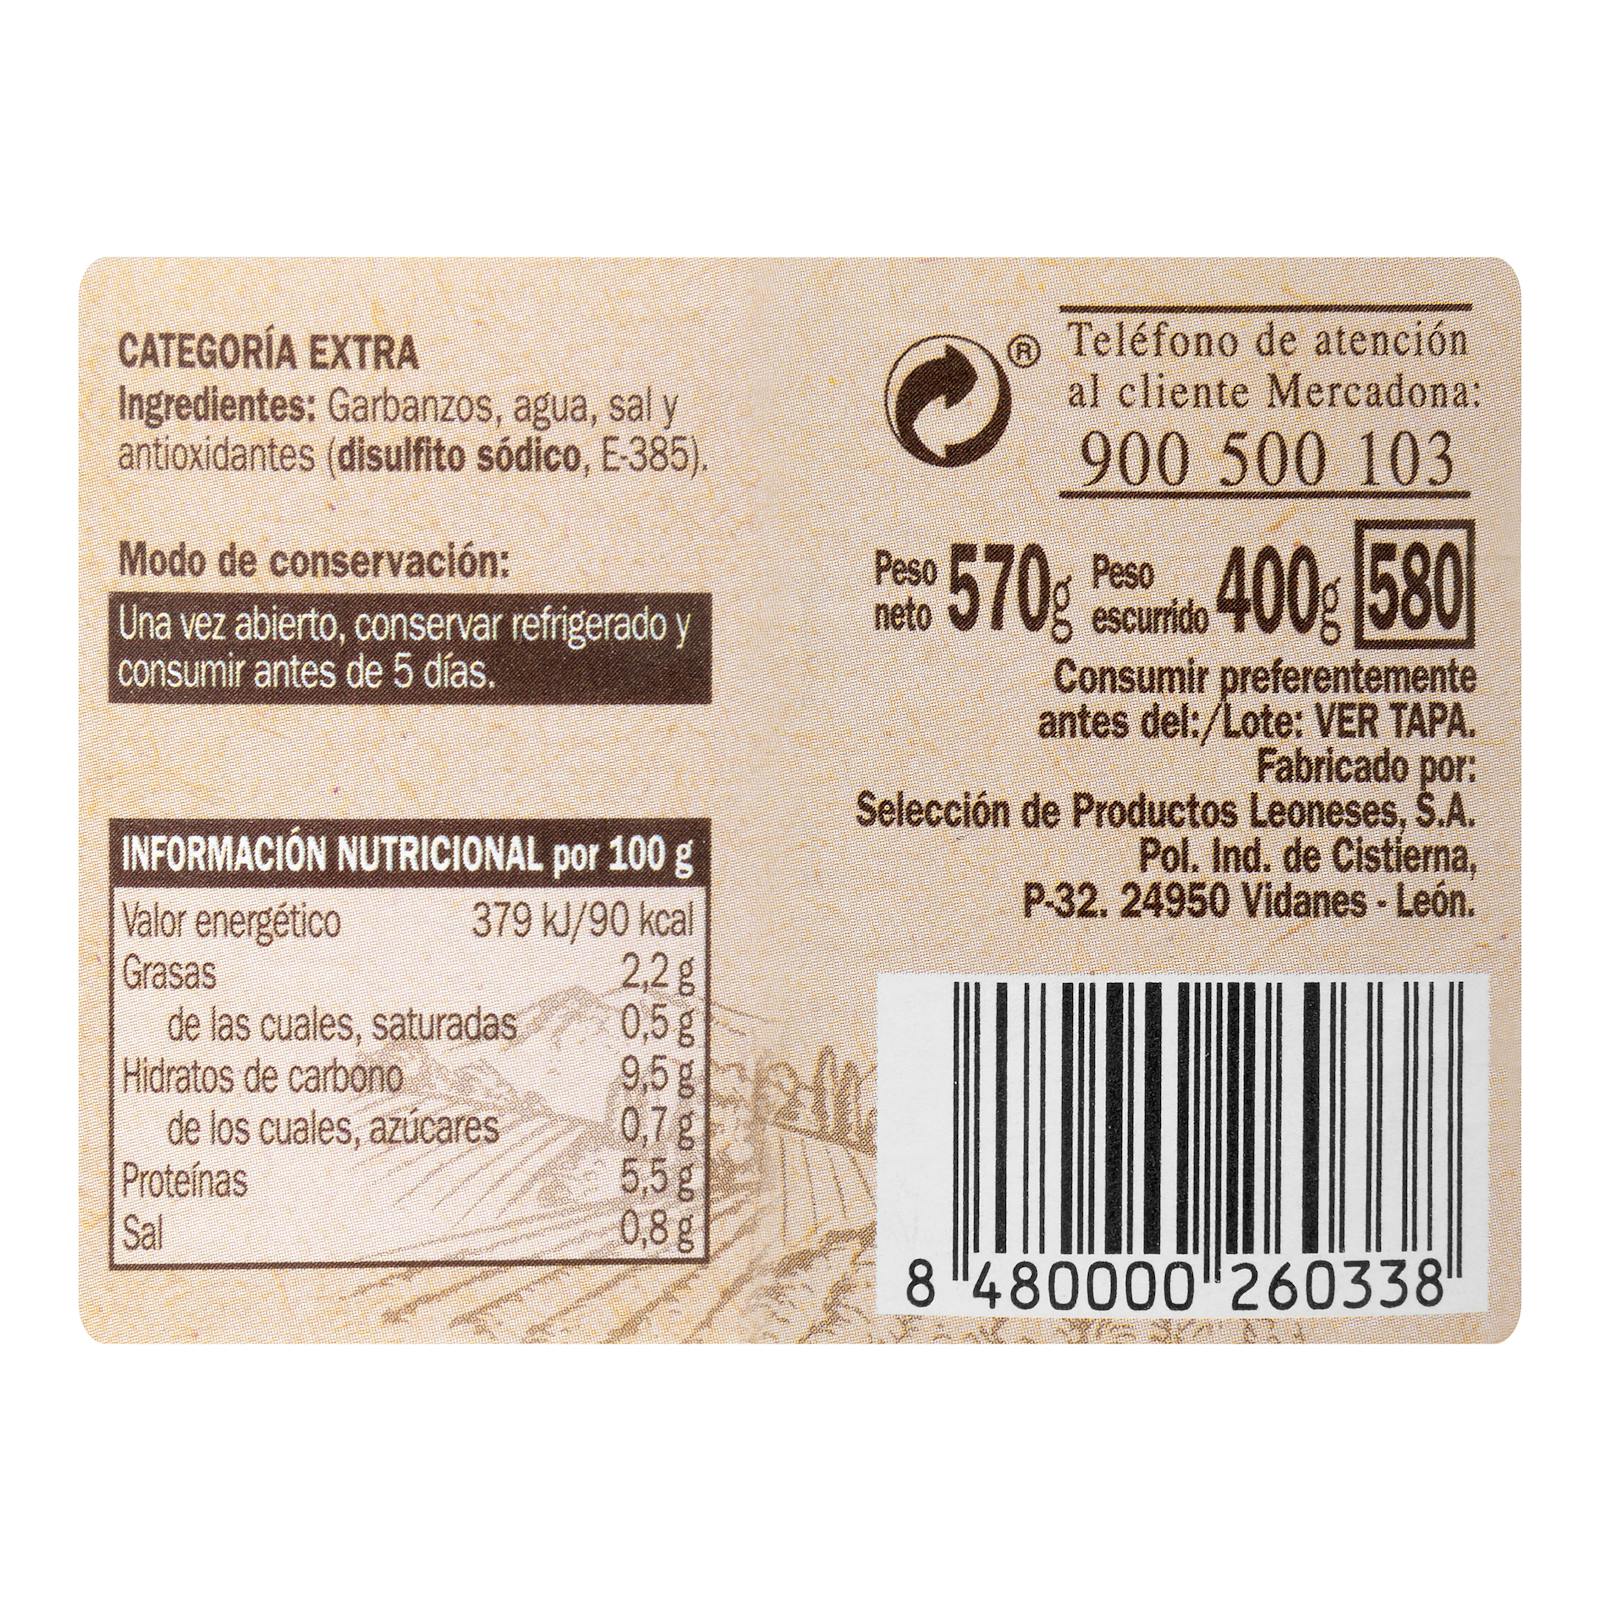 CATEGORÍA EXTRA
Ingredientes: Garbanzos, agua, sal y
antioxidantes (disulfito sódico, E-385).
Modo de conservación:
Una vez abierto, conservar refrigerado y
consumir antes de 5 días.
INFORMACIÓN NUTRICIONAL por 100 g
Valor energético 379 kJ/90 kcal
Grasas 2,2 g
de las cuales, saturadas 0,5 g
Hidratos de carbono 9,5 g
de los cuales, azúcares 0,7 g
Proteínas 5,5 g
Sal 0,8 g
®
Teléfono de atención
al cliente Mercadona:
900 500 103
Peso neto 570g Peso escurrido 400g 580
Consumir preferentemente
antes del:/Lote: VER TAPA.
Fabricado por:
Selección de Productos Leoneses, S.A.
Pol. Ind. de Cistierna,
P-32. 24950 Vidanes - León.
8 480000 260338